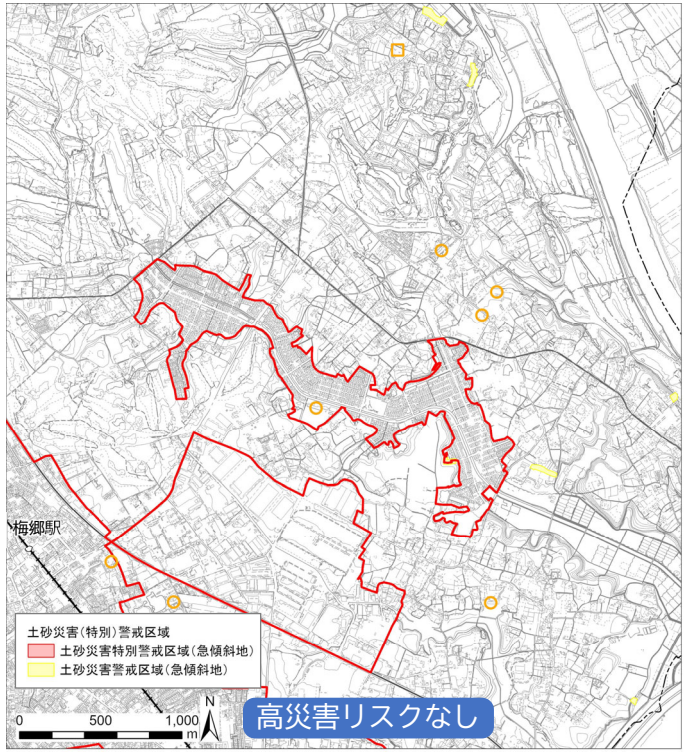 梅郷駅
土砂災害(特別)警戒区域
土砂災害特別警戒区域(急傾斜地)
土砂災害警戒区域(急傾斜地)
0 500 1,000 m
N
高災害リスクなし